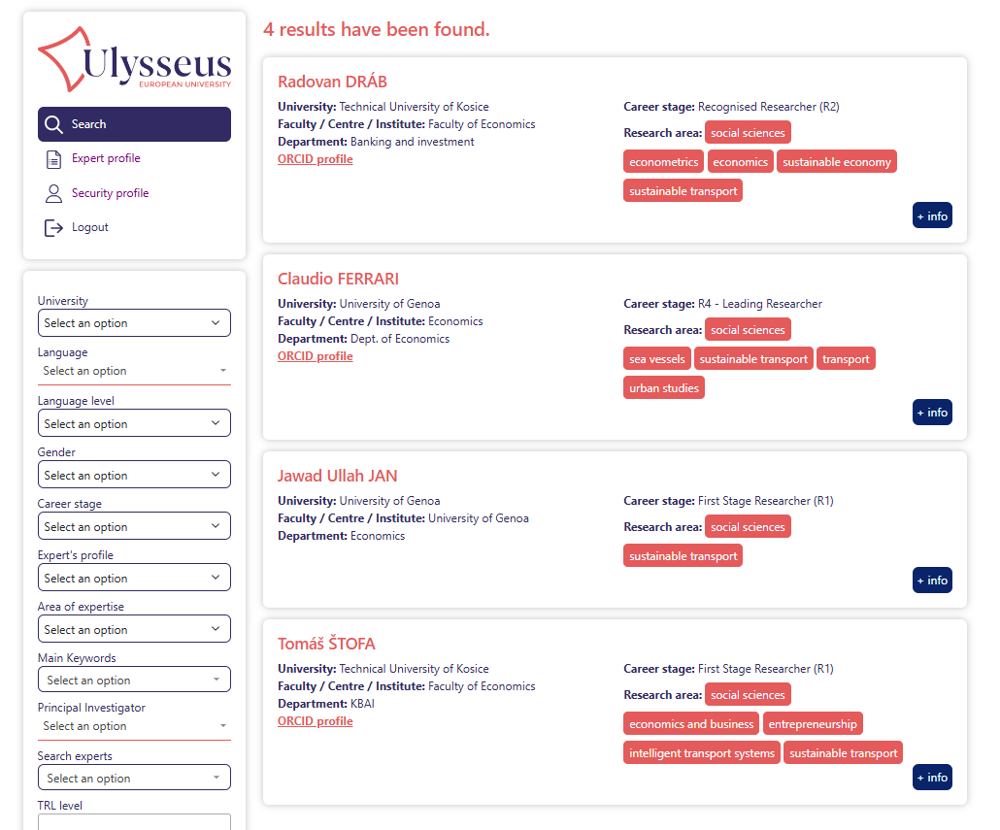 Ulysseus
EUROPEAN UNIVERSITY
Search
Expert profile
Security profile
Logout
University
Select an option
Language
Select an option
Language level
Select an option
Gender
Select an option
Career stage
Select an option
Expert's profile
Select an option
Area of expertise
Select an option
Main Keywords
Select an option
Principal Investigator
Select an option
Search experts
Select an option
TRL level
4 results have been found.
Radovan DRÁB
University: Technical University of Kosice
Faculty / Centre / Institute: Faculty of Economics
Department: Banking and investment
ORCID profile
Career stage: Recognised Researcher (R2)
Research area: social sciences
econometrics economics sustainable economy
sustainable transport
+ info
Claudio FERRARI
University: University of Genoa
Faculty / Centre / Institute: Economics
Department: Dept. of Economics
ORCID profile
Career stage: R4 - Leading Researcher
Research area: social sciences
sea vessels sustainable transport transport
urban studies
+ info
Jawad Ullah JAN
University: University of Genoa
Faculty / Centre / Institute: University of Genoa
Department: Economics
Career stage: First Stage Researcher (R1)
Research area: social sciences
sustainable transport
+ info
Tomáš ŠTOFA
University: Technical University of Kosice
Faculty / Centre / Institute: Faculty of Economics
Department: KBAI
ORCID profile
Career stage: First Stage Researcher (R1)
Research area: social sciences
economics and business entrepreneurship
intelligent transport systems sustainable transport
+ info